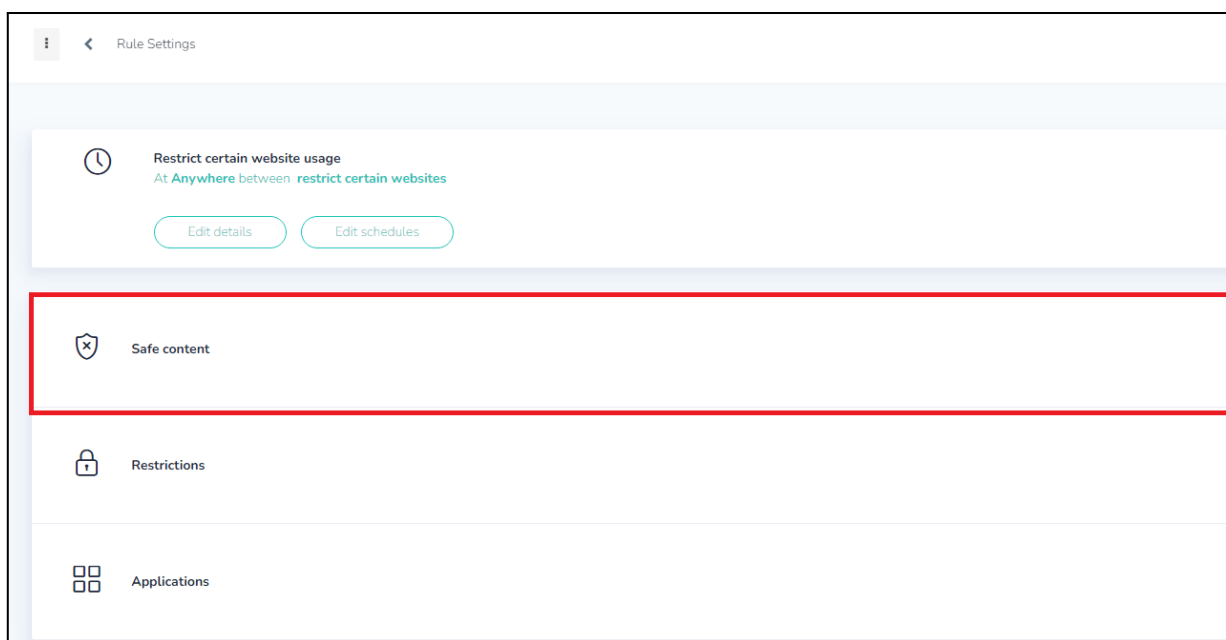 Rule Settings
Restrict certain website usage
At Anywhere between restrict certain websites
Edit details Edit schedules
Safe content
Restrictions
Applications